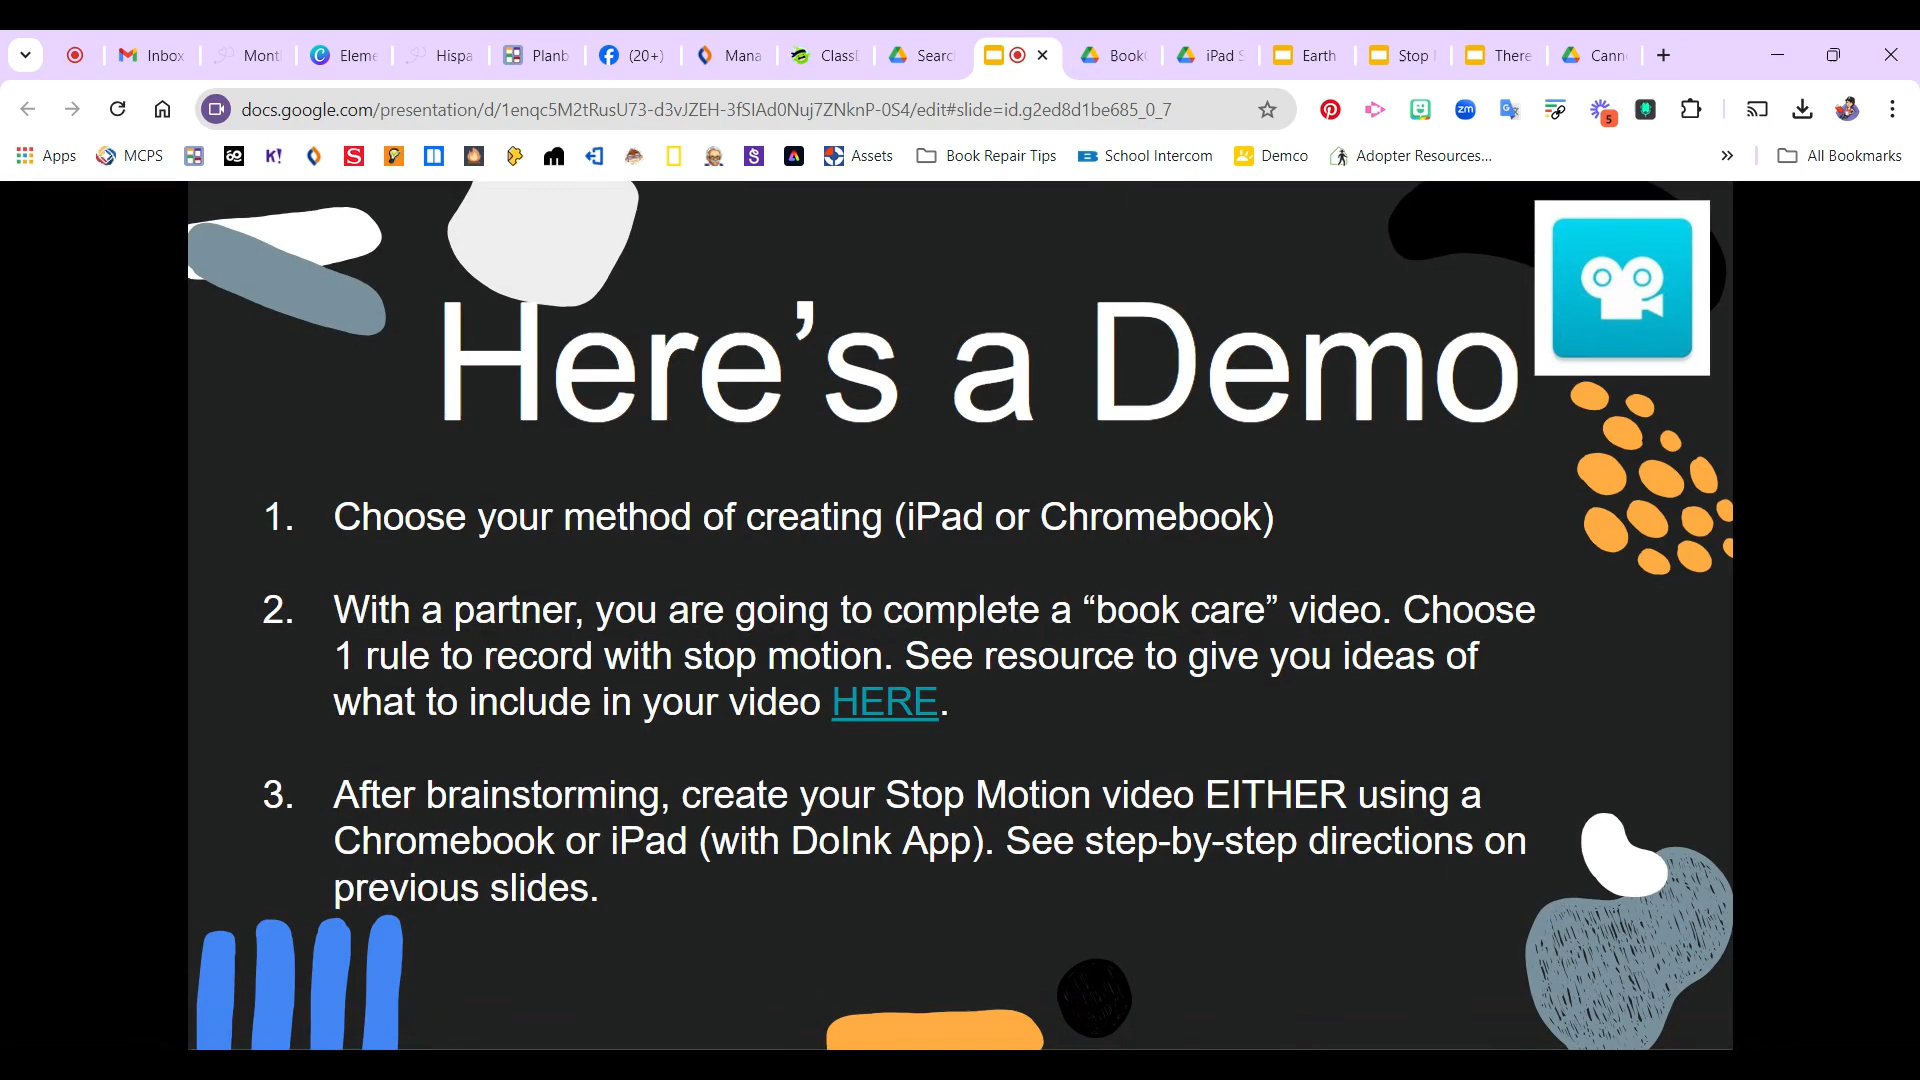 Inbox
Mont
Eleme
Hispa
Planb
(20+)
Mana
ClassD
Searc
Book
iPad S
Earth
Stop
There
Cann
docs.google.com/presentation/d/1enqc5M2tRusU73-d3vJZEH-3fSIAd0Nuj7ZNknP-0S4/edit#slide=id.g2ed8d1be685_0_7
zm
5
Apps
MCPS
K!
S
Assets
Book Repair Tips
School Intercom
Demco
Adopter Resources...
All Bookmarks
Here’s a Demo
1. Choose your method of creating (iPad or Chromebook)
2. With a partner, you are going to complete a “book care” video. Choose
1 rule to record with stop motion. See resource to give you ideas of
what to include in your video HERE.
3. After brainstorming, create your Stop Motion video EITHER using a
Chromebook or iPad (with DoInk App). See step-by-step directions on
previous slides.